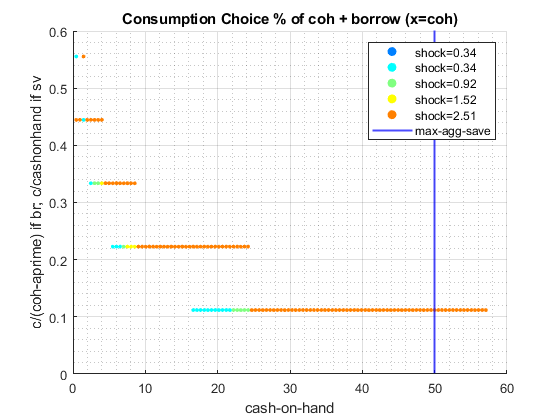 Consumption Choice % of coh + borrow (x=coh)
c/(coh-aprime) if br, c/cashonhand if sv
0.6
0.5
0.4
0.3
0.2
0.1
0
shock=0.34
shock=0.34
shock=0.92
shock=1.52
shock=2.51
max-agg-save
0
10
20
30
40
50
60
cash-on-hand